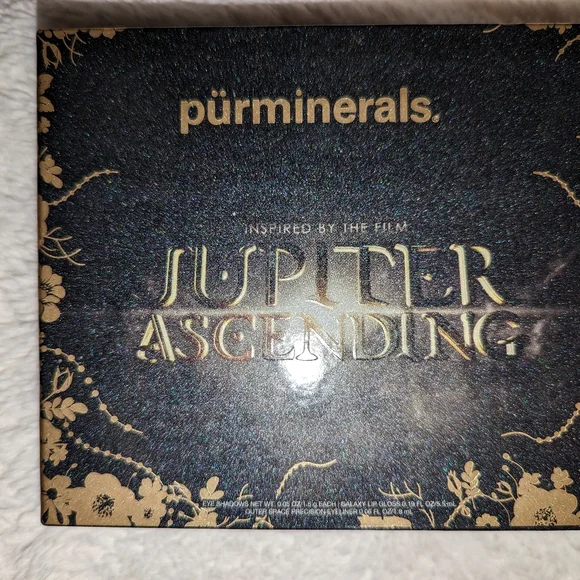 pürminerals.
INSPIRED BY THE FILM
JUPITER
ASCENDING
EYE SHADOWS NET WT. 0.05 OZ/1.5 g EACH | GALAXY LIP GLOSS 0.19 FL OZ/5.5 mL
OUTER SPACE PRECISION EYELINER 0.06 FL OZ/1.8 mL